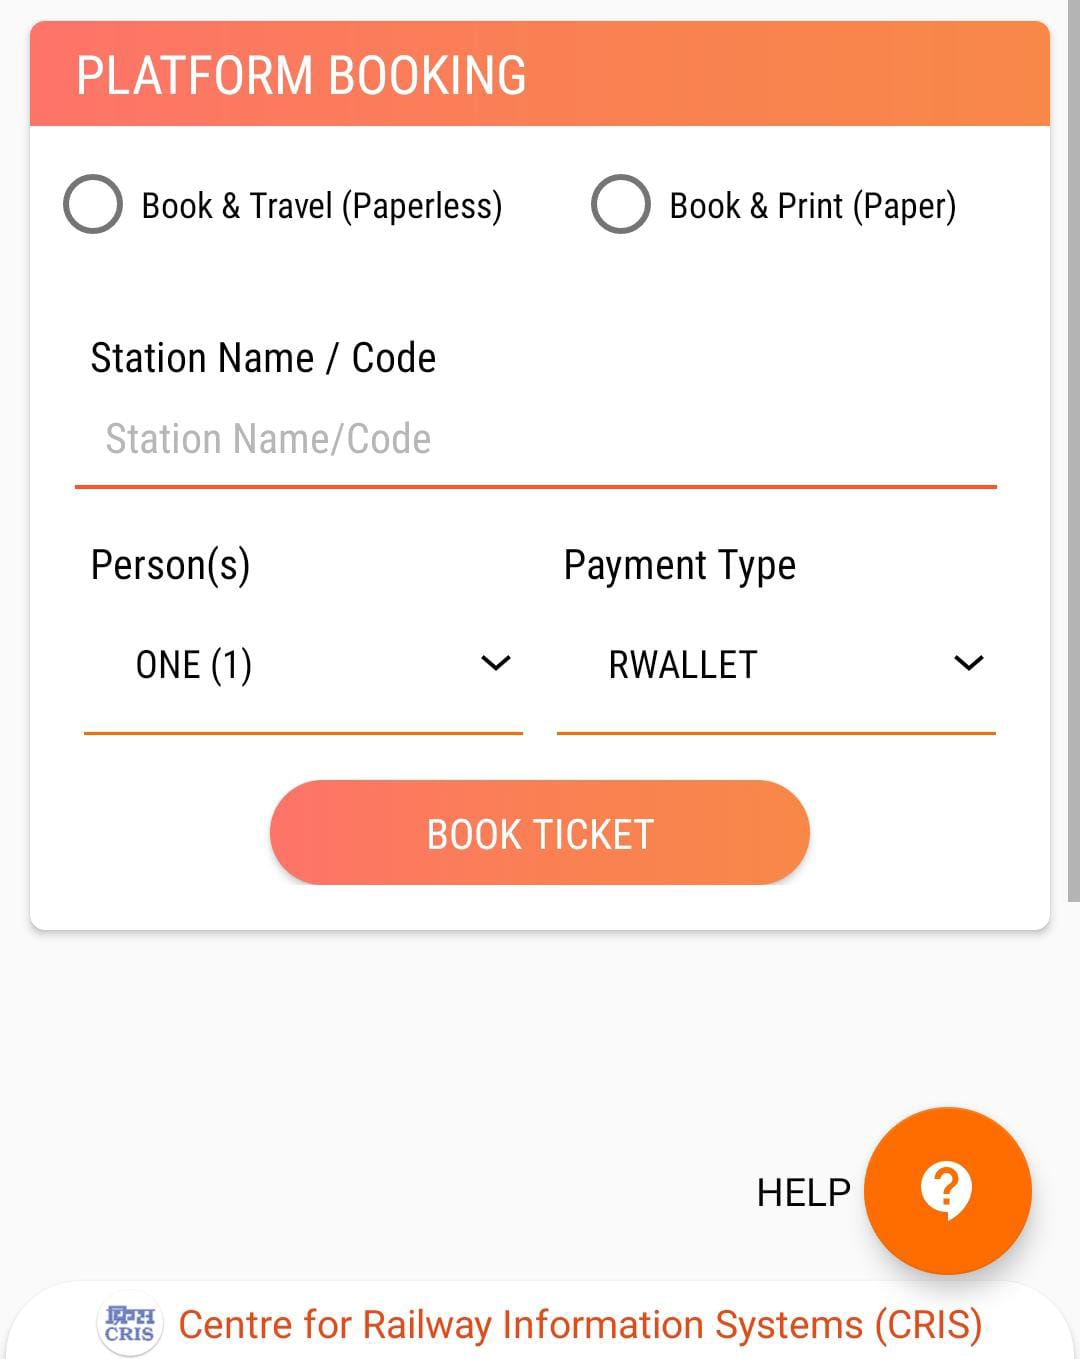 PLATFORM BOOKING
Book & Travel (Paperless) Book & Print (Paper)
Station Name / Code
Station Name/Code
Person(s) Payment Type
ONE (1) RWALLET
BOOK TICKET
HELP
क्रिस
CRIS
Centre for Railway Information Systems (CRIS)